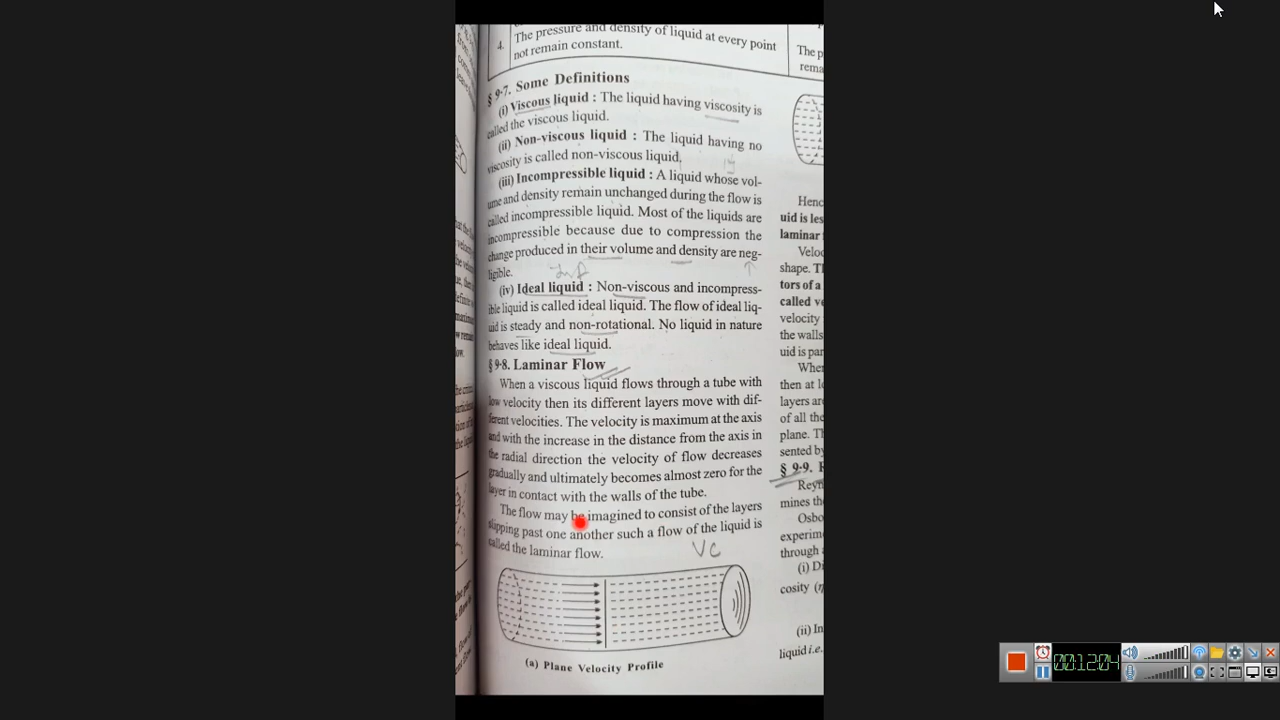 4.
The pressure and density of liquid at every point
not remain constant.
The p
rema
§ 9·7. Some Definitions
(i) Viscous liquid : The liquid having viscosity is
called the viscous liquid.
(ii) Non-viscous liquid : The liquid having no
viscosity is called non-viscous liquid.
(iii) Incompressible liquid : A liquid whose vol-
ume and density remain unchanged during the flow is
called incompressible liquid. Most of the liquids are
incompressible because due to compression the
change produced in their volume and density are neg-
ligible.
(iv) Ideal liquid : Non-viscous and incompress-
ible liquid is called ideal liquid. The flow of ideal liq-
uid is steady and non-rotational. No liquid in nature
behaves like ideal liquid.
§ 9·8. Laminar Flow
When a viscous liquid flows through a tube with
low velocity then its different layers move with dif-
ferent velocities. The velocity is maximum at the axis
and with the increase in the distance from the axis in
the radial direction the velocity of flow decreases
gradually and ultimately becomes almost zero for the
layer in contact with the walls of the tube.
The flow may be imagined to consist of the layers
slipping past one another such a flow of the liquid is
called the laminar flow.
VC
(a) Plane Velocity Profile
Henc
uid is les
laminar
Veloc
shape. T
tors of a
called ve
velocity
the walls
uid is par
When
then at l
layers are
of all the
plane. T
sented by
§ 9·9. R
Reyn
mines th
Osbo
experim
through
(i) D
cosity (η
(ii) In
liquid i.e.
00:12:04